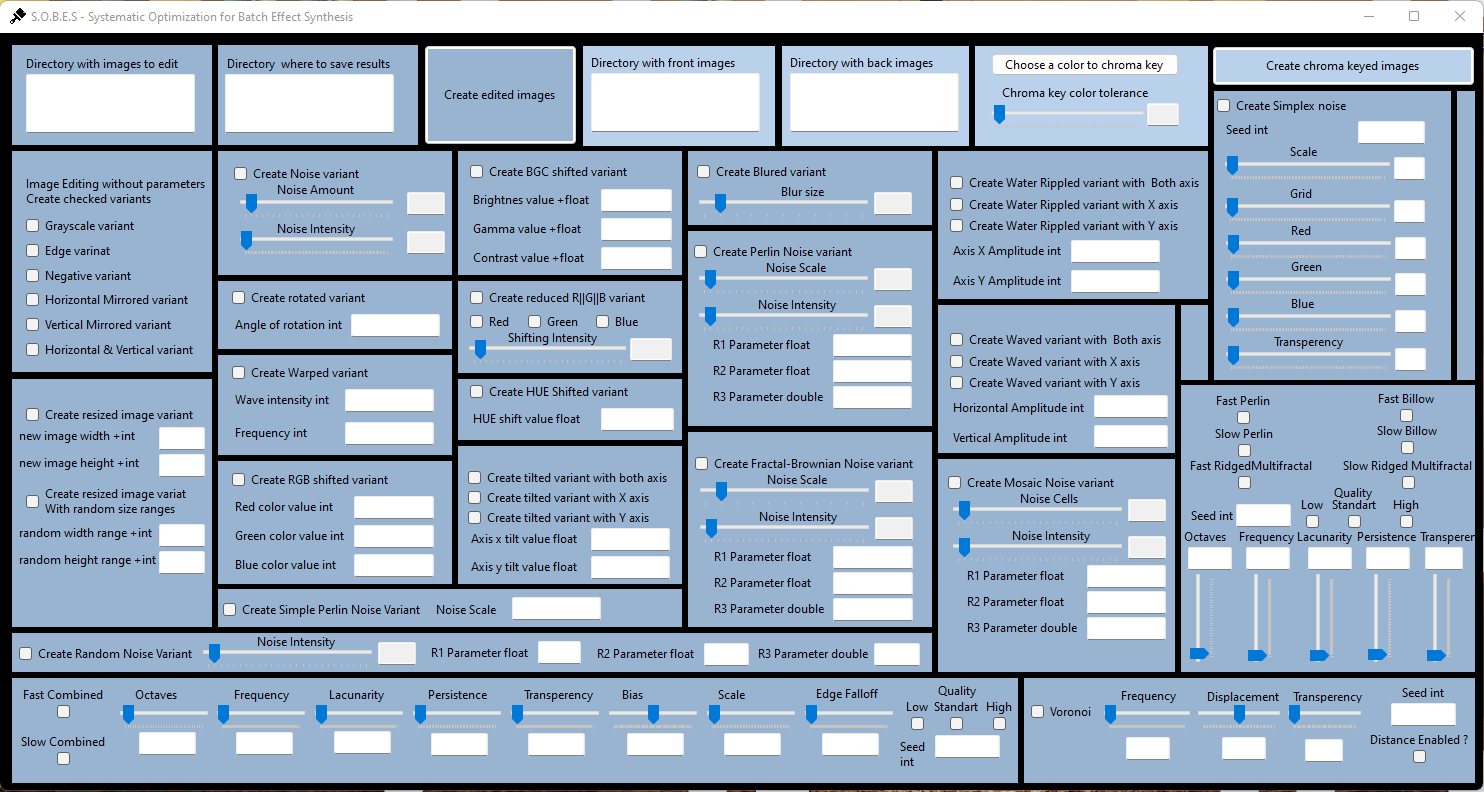 S.O.B.E.S - Systematic Optimization for Batch Effect Synthesis
Directory with images to edit
Directory where to save results
Create edited images
Directory with front images
Directory with back images
Choose a color to chroma key
Chroma key color tolerance
Create chroma keyed images
Image Editing without parameters
Create checked variants
Grayscale variant
Edge varinat
Negative variant
Horizontal Mirrored variant
Vertical Mirrored variant
Horizontal & Vertical variant
Create resized image variant
new image width +int
new image height +int
Create resized image variat
With random size ranges
random width range +int
random height range +int
Create Noise variant
Noise Amount
Noise Intensity
Create rotated variant
Angle of rotation int
Create Warped variant
Wave intensity int
Frequency int
Create RGB shifted variant
Red color value int
Green color value int
Blue color value int
Create BGC shifted variant
Brightnes value +float
Gamma value +float
Contrast value +float
Create reduced R||G||B variant
Red Green Blue
Shifting Intensity
Create HUE Shifted variant
HUE shift value float
Create tilted variant with both axis
Create tilted variant with X axis
Create tilted variant with Y axis
Axis x tilt value float
Axis y tilt value float
Create Simple Perlin Noise Variant Noise Scale
Create Blured variant
Blur size
Create Perlin Noise variant
Noise Scale
Noise Intensity
R1 Parameter float
R2 Parameter float
R3 Parameter double
Create Fractal-Brownian Noise variant
Noise Scale
Noise Intensity
R1 Parameter float
R2 Parameter float
R3 Parameter double
Create Water Rippled variant with Both axis
Create Water Rippled variant with X axis
Create Water Rippled variant with Y axis
Axis X Amplitude int
Axis Y Amplitude int
Create Waved variant with Both axis
Create Waved variant with X axis
Create Waved variant with Y axis
Horizontal Amplitude int
Vertical Amplitude int
Create Mosaic Noise variant
Noise Cells
Noise Intensity
R1 Parameter float
R2 Parameter float
R3 Parameter double
Create Simplex noise
Seed int
Scale
Grid
Red
Green
Blue
Transperency
Fast Perlin Fast Billow
Slow Perlin Slow Billow
Fast RidgedMultifractal Slow Ridged Multifractal
Quality
Seed int Low Standart High
Octaves Frequency Lacunarity Persistence Transperen
Create Random Noise Variant Noise Intensity R1 Parameter float R2 Parameter float R3 Parameter double
Fast Combined Octaves Frequency Lacunarity Persistence Transperency Bias Scale Edge Falloff Quality
Low Standart High
Slow Combined
Seed
int
Voronoi Frequency Displacement Transperency Seed int
Distance Enabled ?